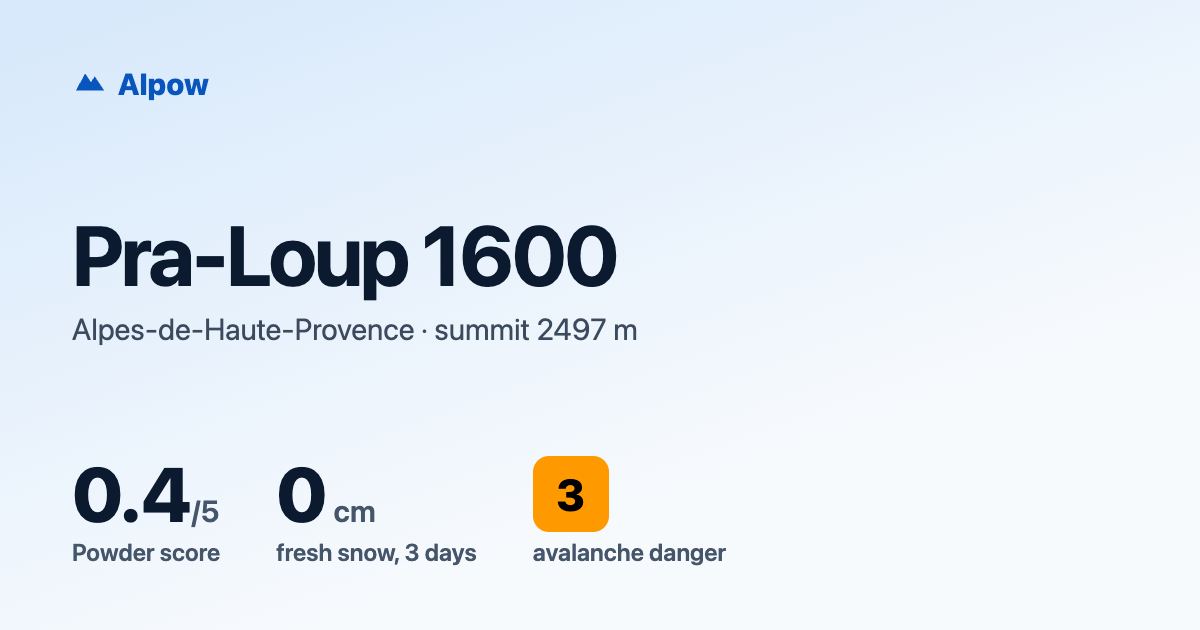 Alpow
Pra-Loup 1600
Alpes-de-Haute-Provence · summit 2497 m
0.4/5
Powder score
0 cm
fresh snow, 3 days
3
avalanche danger